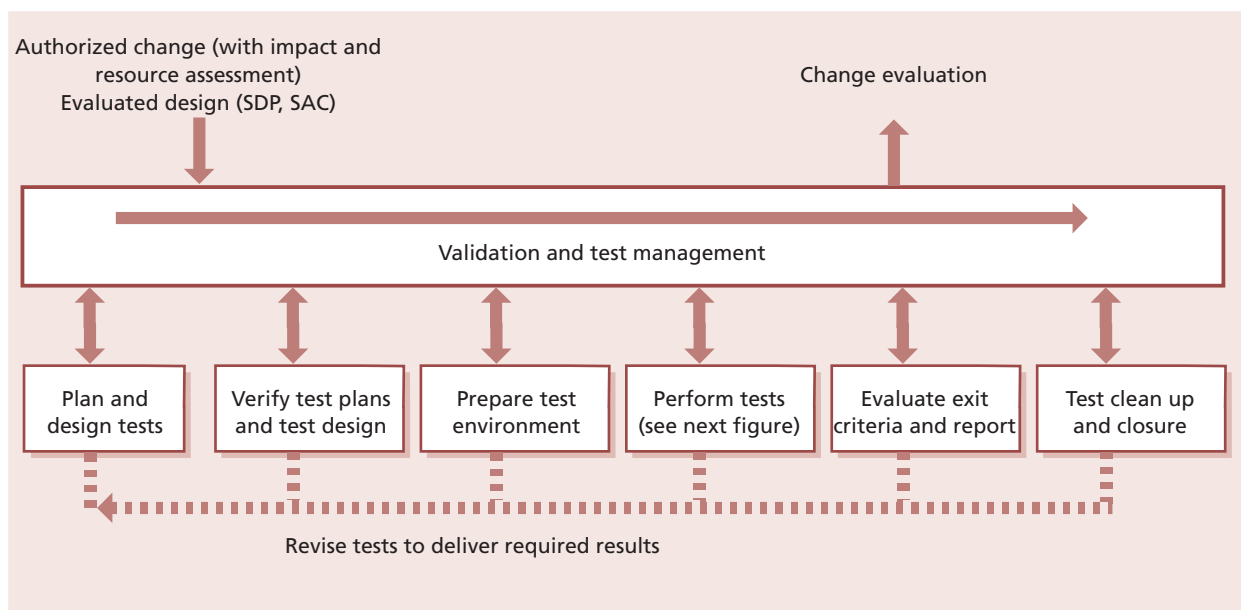 Authorized change (with impact and
resource assessment)
Evaluated design (SDP, SAC)
Change evaluation
Validation and test management
Plan and
design tests
Verify test plans
and test design
Prepare test
environment
Perform tests
(see next figure)
Evaluate exit
criteria and report
Test clean up
and closure
Revise tests to deliver required results